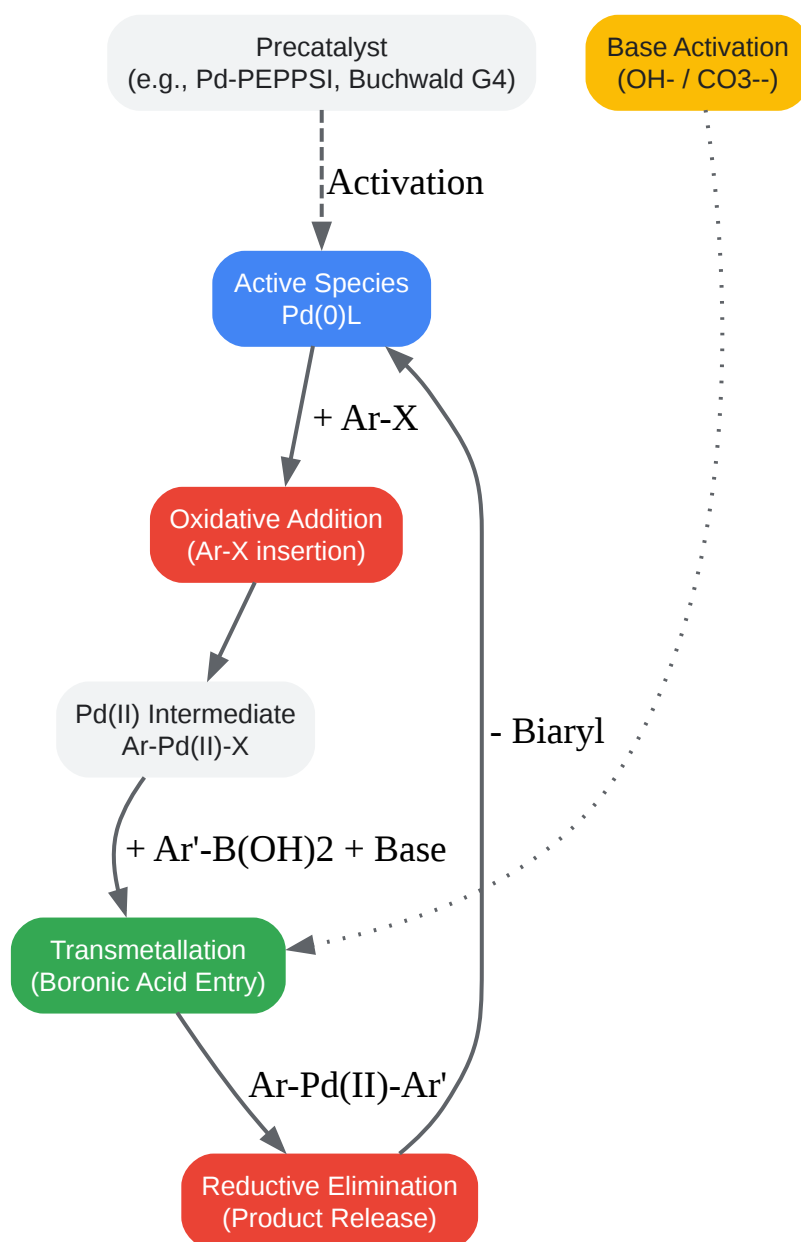 Precatalyst
(e.g., Pd-PEPPSI, Buchwald G4)
Base Activation
(OH- / CO3--)
Activation
Active Species
Pd(0)L
+ Ar-X
Oxidative Addition
(Ar-X insertion)
Pd(II) Intermediate
Ar-Pd(II)-X
- Biaryl
+ Ar'-B(OH)2 + Base
Transmetallation
(Boronic Acid Entry)
Ar-Pd(II)-Ar'
Reductive Elimination
(Product Release)